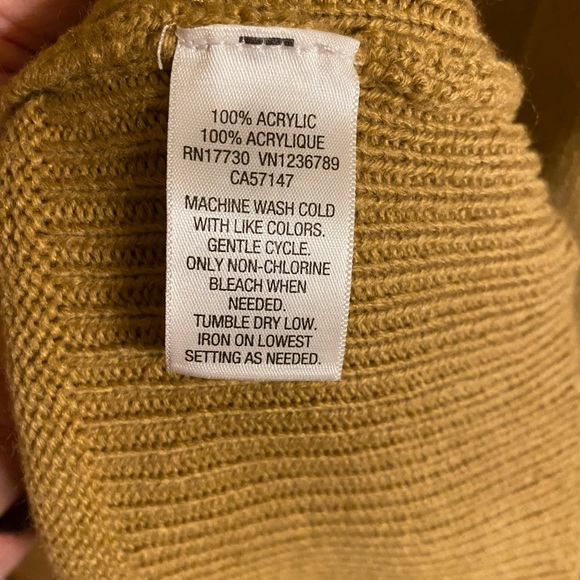 100% ACRYLIC
100% ACRYLIQUE
RN17730 VN1236789
CA57147
MACHINE WASH COLD
WITH LIKE COLORS.
GENTLE CYCLE.
ONLY NON-CHLORINE
BLEACH WHEN
NEEDED.
TUMBLE DRY LOW.
IRON ON LOWEST
SETTING AS NEEDED.